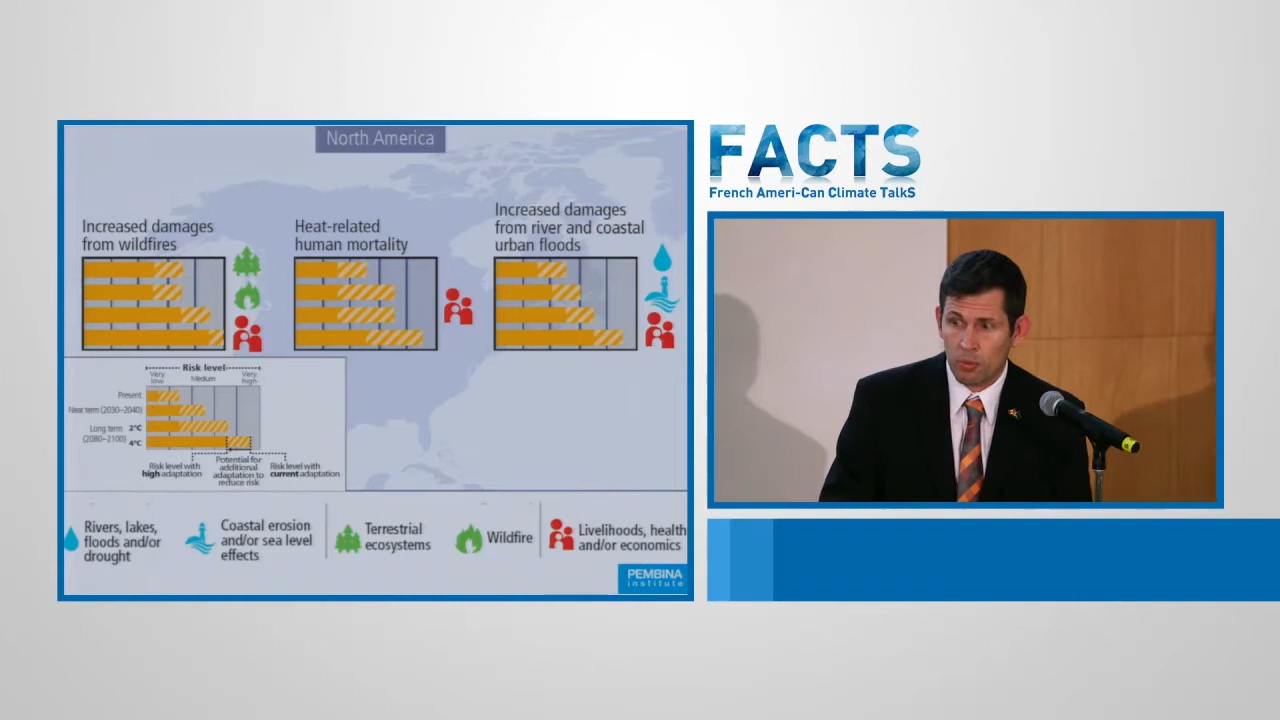 North America
Increased damages
from wildfires
Heat-related
human mortality
Increased damages
from river and coastal
urban floods
Risk level
Very
low
Medium
Very
high
Present
Near term (2030–2040)
Long term
(2080–2100)
2°C
4°C
Risk level with
high adaptation
Potential for
additional
adaptation to
reduce risk
Risk level with
current adaptation
Rivers, lakes,
floods and/or
drought
Coastal erosion
and/or sea level
effects
Terrestrial
ecosystems
Wildfire
Livelihoods, health
and/or economics
PEMBINA
institute
FACTS
French Ameri-Can Climate TalkS